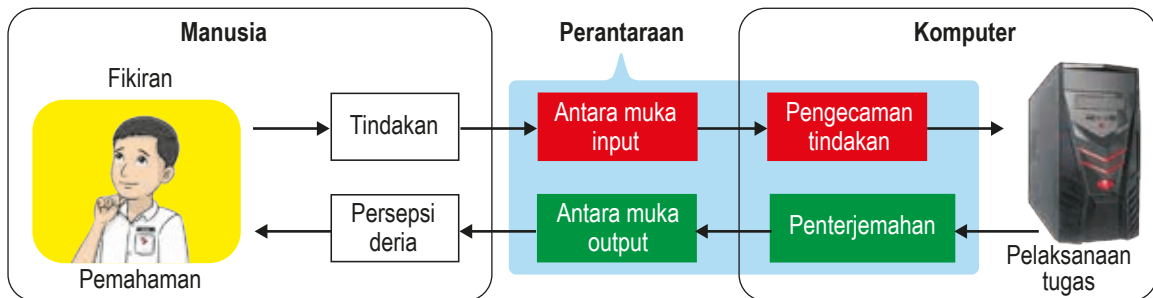 Manusia
Perantaraan
Komputer
Fikiran
Tindakan
Antara muka
input
Pengecaman
tindakan
Persepsi
deria
Antara muka
output
Penterjemahan
Pemahaman
Pelaksanaan
tugas